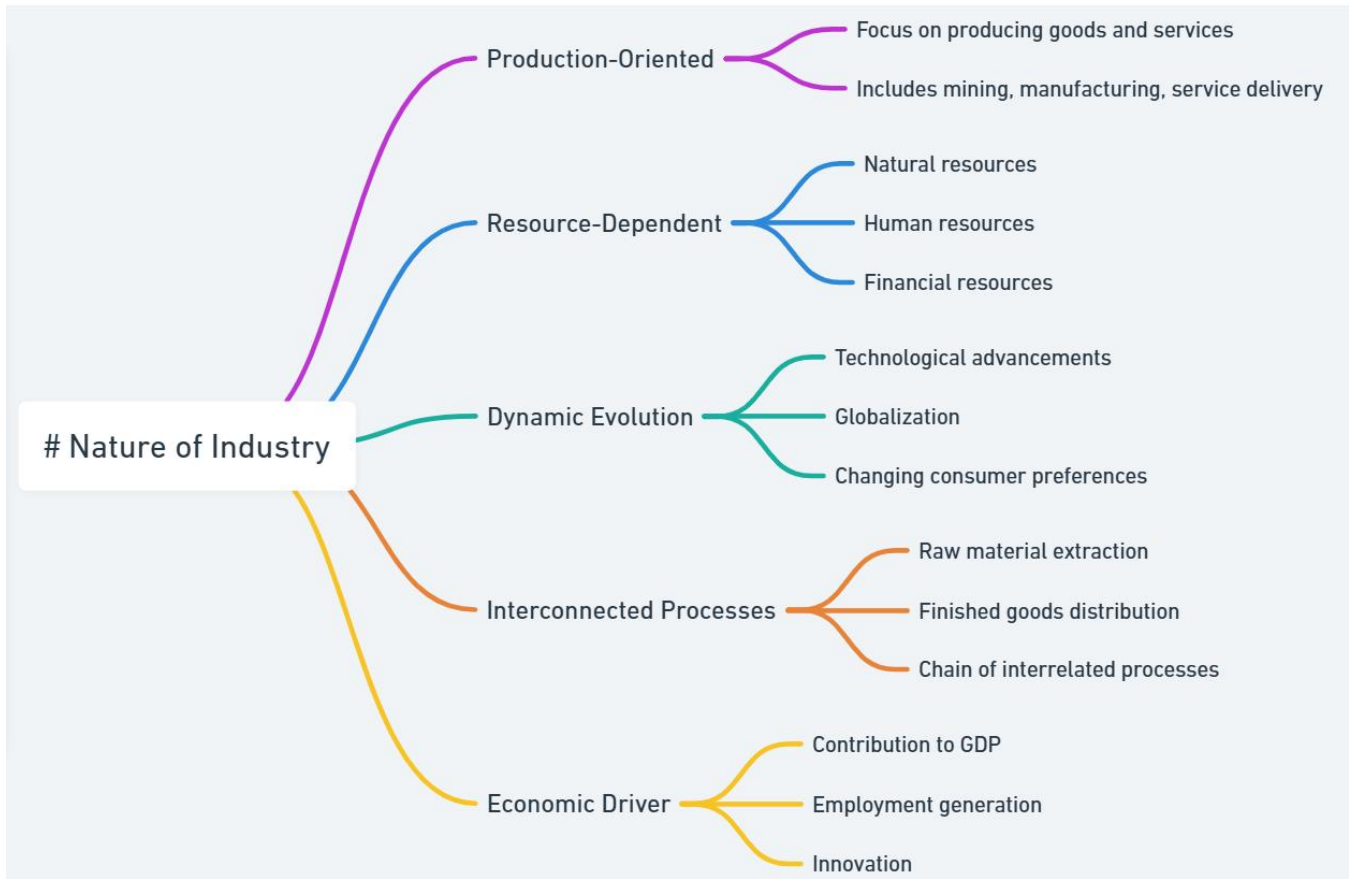 # Nature of Industry
Production-Oriented
Focus on producing goods and services
Includes mining, manufacturing, service delivery
Resource-Dependent
Natural resources
Human resources
Financial resources
Dynamic Evolution
Technological advancements
Globalization
Changing consumer preferences
Interconnected Processes
Raw material extraction
Finished goods distribution
Chain of interrelated processes
Economic Driver
Contribution to GDP
Employment generation
Innovation